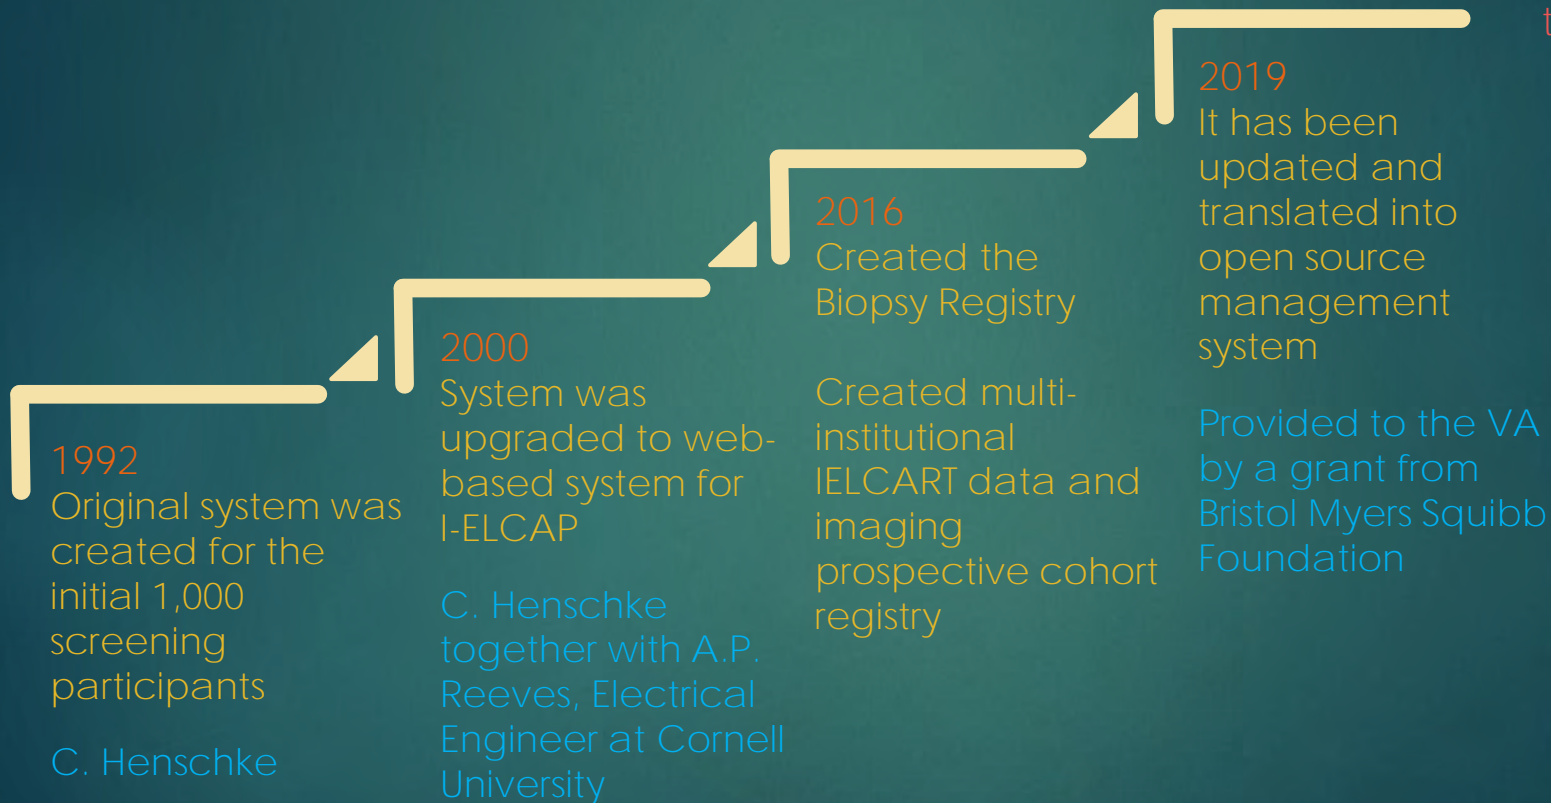 1992
Original system was
created for the
initial 1,000
screening
participants
C. Henschke
2000
System was
upgraded to web-
based system for
I-ELCAP
C. Henschke
together with A.P.
Reeves, Electrical
Engineer at Cornell
University
2016
Created the
Biopsy Registry
Created multi-
institutional
IELCART data and
imaging
prospective cohort
registry
2019
It has been
updated and
translated into
open source
management
system
Provided to the VA
by a grant from
Bristol Myers Squibb
Foundation